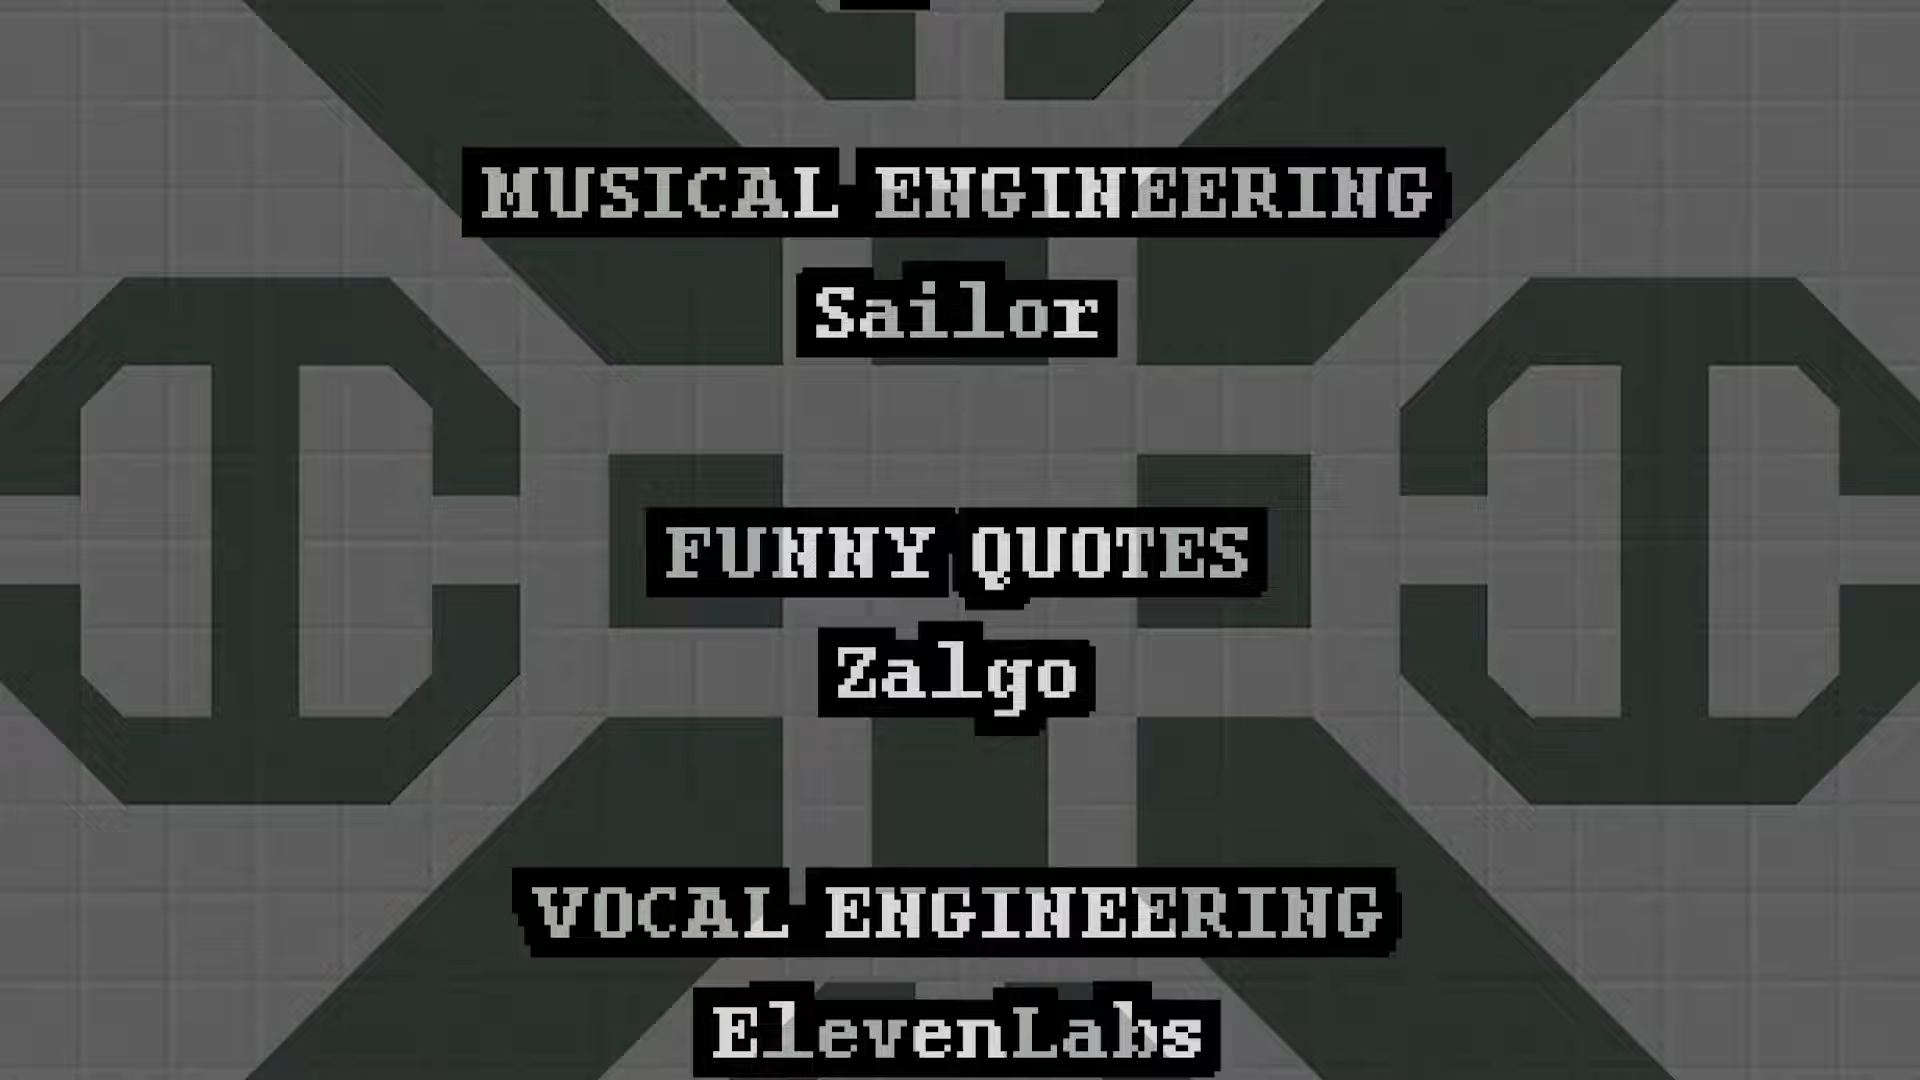 MUSICAL ENGINEERING
Sailor
FUNNY QUOTES
Zalgo
VOCAL ENGINEERING
ElevenLabs